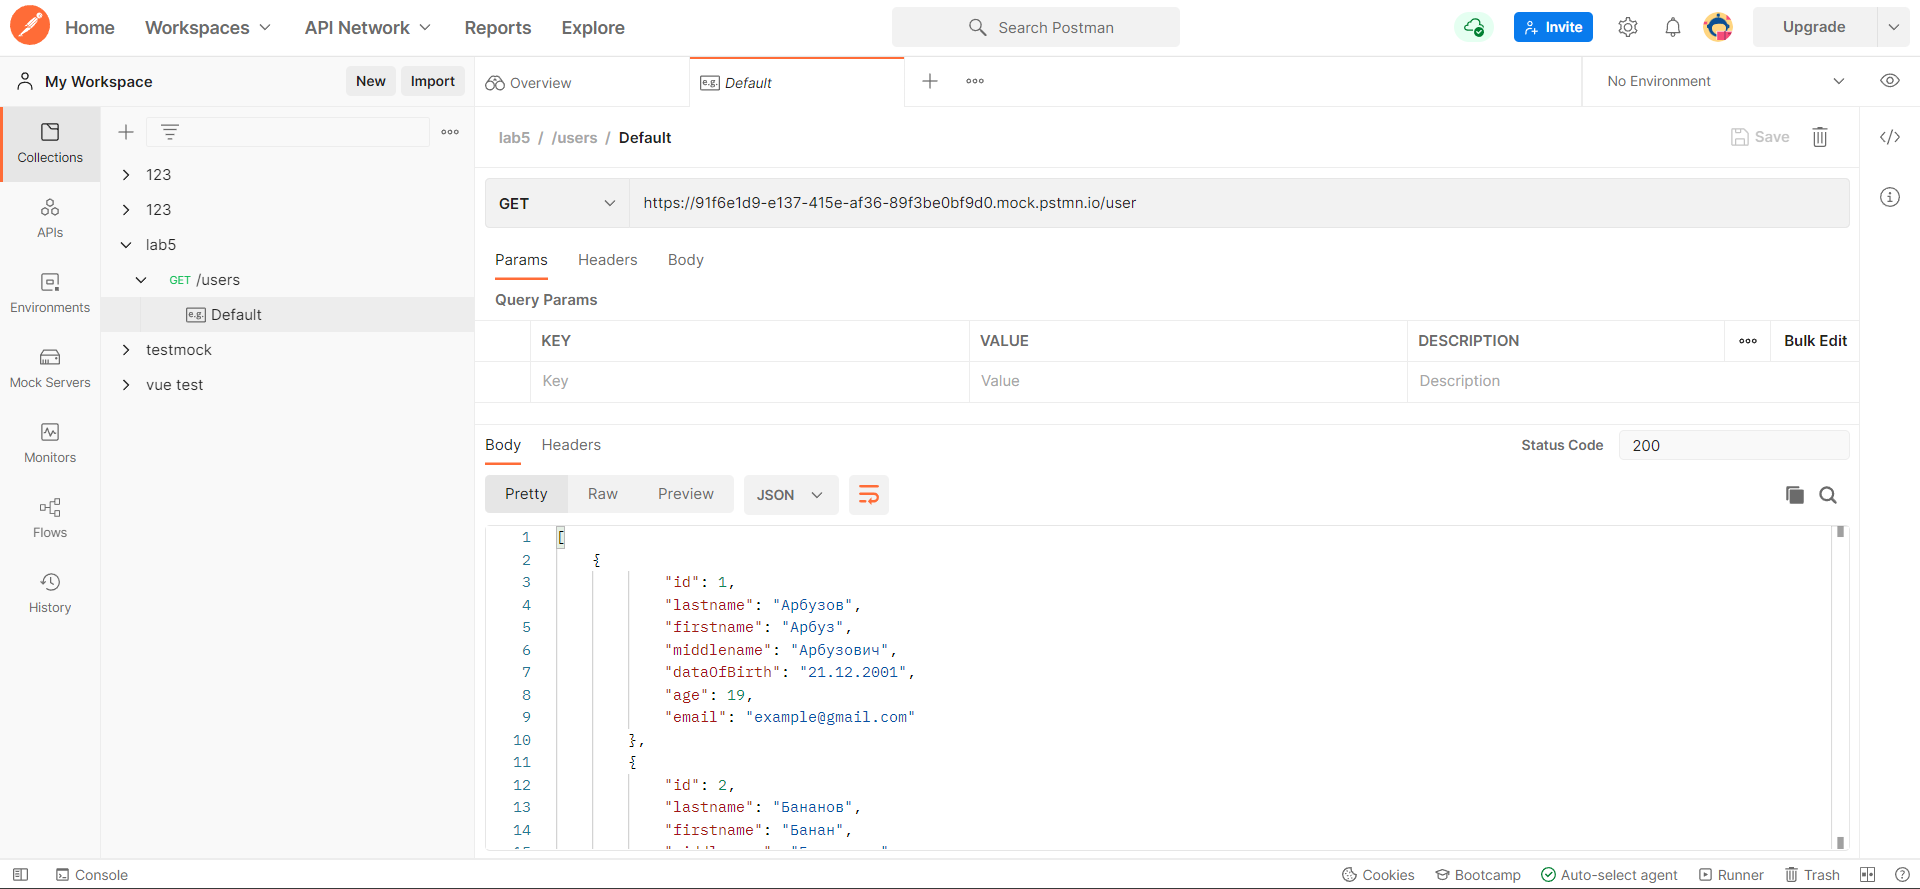 Home Workspaces API Network Reports Explore Search Postman Invite Upgrade
My Workspace New Import Overview e.g. Default No Environment
lab5 / /users / Default Save
Collections
APIs
Environments
Mock Servers
Monitors
Flows
History
123
123
lab5
GET /users
e.g. Default
testmock
vue test
GET https://91f6e1d9-e137-415e-af36-89f3be0bf9d0.mock.pstmn.io/user
Params Headers Body
Query Params
KEY VALUE DESCRIPTION Bulk Edit
Key Value Description
Body Headers Status Code 200
Pretty Raw Preview JSON
1 [
2 {
3 "id": 1,
4 "lastname": "Арбузов",
5 "firstname": "Арбуз",
6 "middlename": "Арбузович",
7 "dataOfBirth": "21.12.2001",
8 "age": 19,
9 "email": "example@gmail.com"
10 },
11 {
12 "id": 2,
13 "lastname": "Бананов",
14 "firstname": "Банан",
Console Cookies Bootcamp Auto-select agent Runner Trash